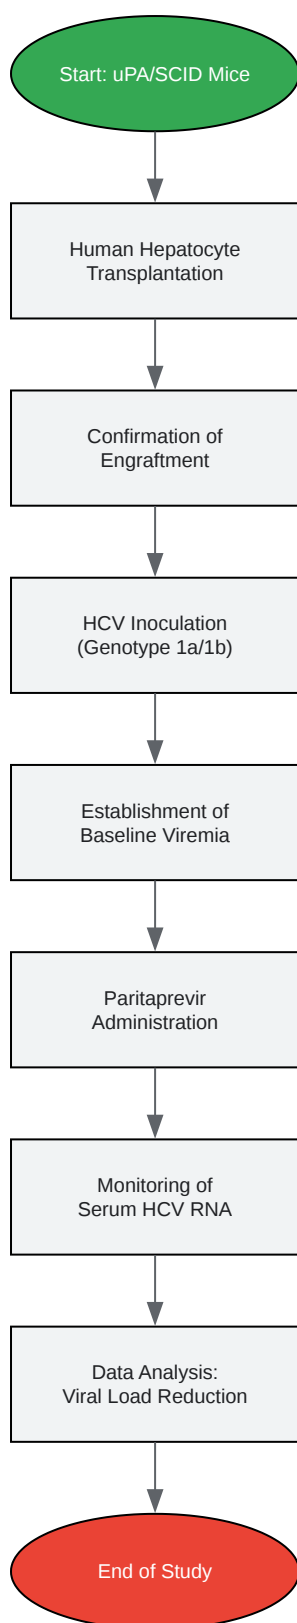 Start: uPA/SCID Mice
Human Hepatocyte
Transplantation
Confirmation of
Engraftment
HCV Inoculation
(Genotype 1a/1b)
Establishment of
Baseline Viremia
Paritaprevir
Administration
Monitoring of
Serum HCV RNA
Data Analysis:
Viral Load Reduction
End of Study